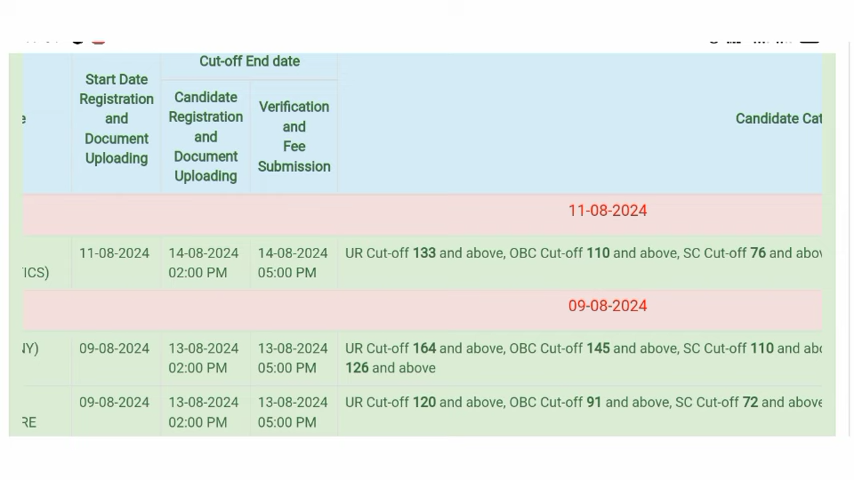 Cut-off End date
Start Date
Registration
and
Document
Uploading
Candidate
Registration
and
Document
Uploading
Verification
and
Fee
Submission
Candidate Cat
11-08-2024
ICS)
11-08-2024
14-08-2024
02:00 PM
14-08-2024
05:00 PM
UR Cut-off 133 and above, OBC Cut-off 110 and above, SC Cut-off 76 and abov
09-08-2024
NY)
09-08-2024
13-08-2024
02:00 PM
13-08-2024
05:00 PM
UR Cut-off 164 and above, OBC Cut-off 145 and above, SC Cut-off 110 and abo
126 and above
RE
09-08-2024
13-08-2024
02:00 PM
13-08-2024
05:00 PM
UR Cut-off 120 and above, OBC Cut-off 91 and above, SC Cut-off 72 and above